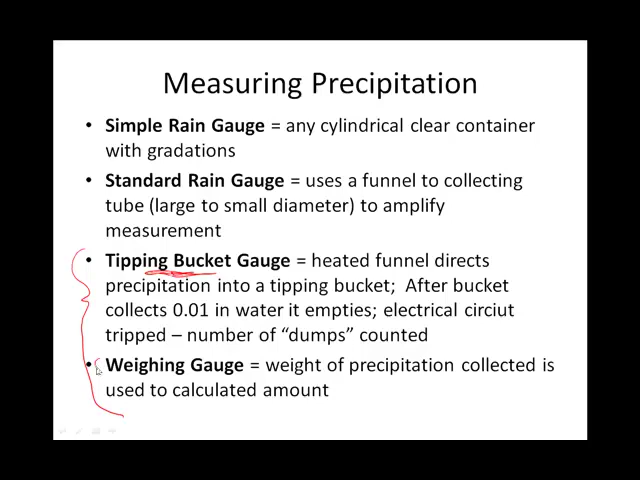 Measuring Precipitation
• Simple Rain Gauge = any cylindrical clear container
with gradations
• Standard Rain Gauge = uses a funnel to collecting
tube (large to small diameter) to amplify
measurement
• Tipping Bucket Gauge = heated funnel directs
precipitation into a tipping bucket; After bucket
collects 0.01 in water it empties; electrical circiut
tripped – number of “dumps” counted
• Weighing Gauge = weight of precipitation collected is
used to calculated amount